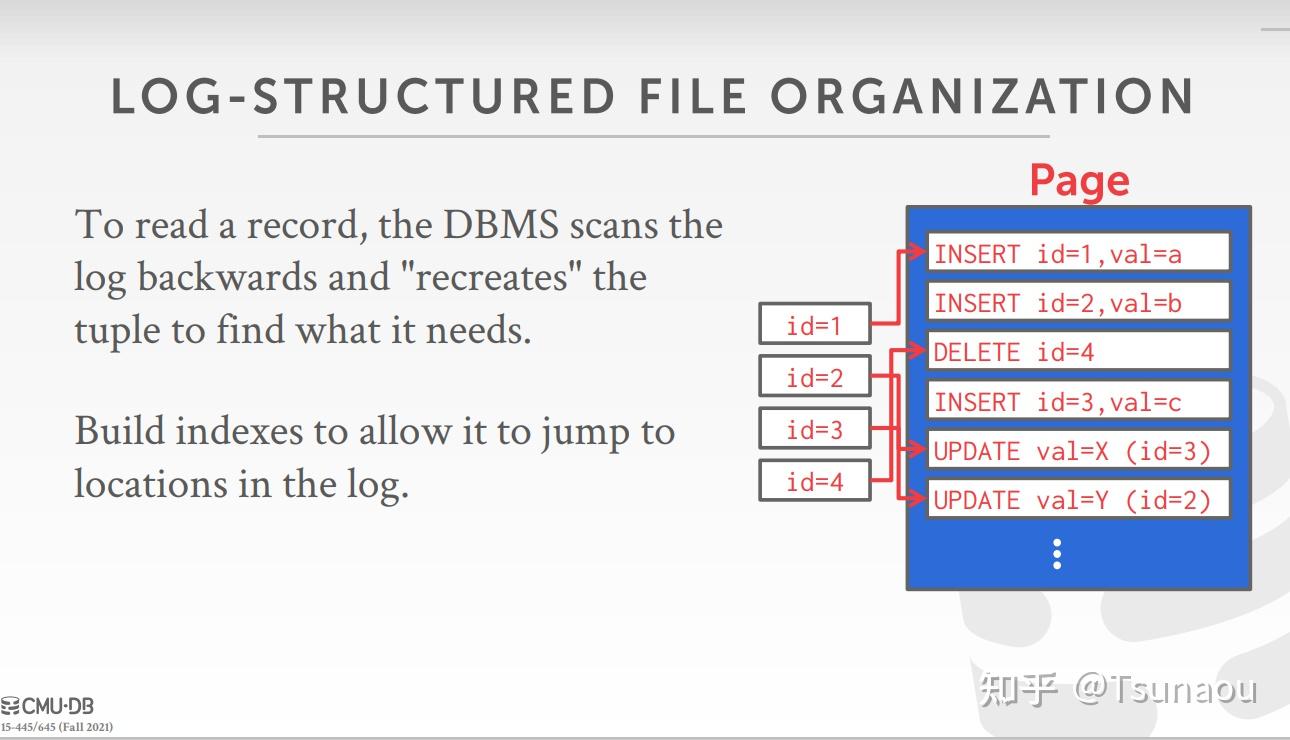 LOG-STRUCTURED FILE ORGANIZATION
To read a record, the DBMS scans the
log backwards and "recreates" the
tuple to find what it needs.
Build indexes to allow it to jump to
locations in the log.
Page
id=1
id=2
id=3
id=4
INSERT id=1,val=a
INSERT id=2,val=b
DELETE id=4
INSERT id=3,val=c
UPDATE val=X (id=3)
UPDATE val=Y (id=2)
CMU·DB
15-445/645 (Fall 2021)
知乎 @Tsunaou